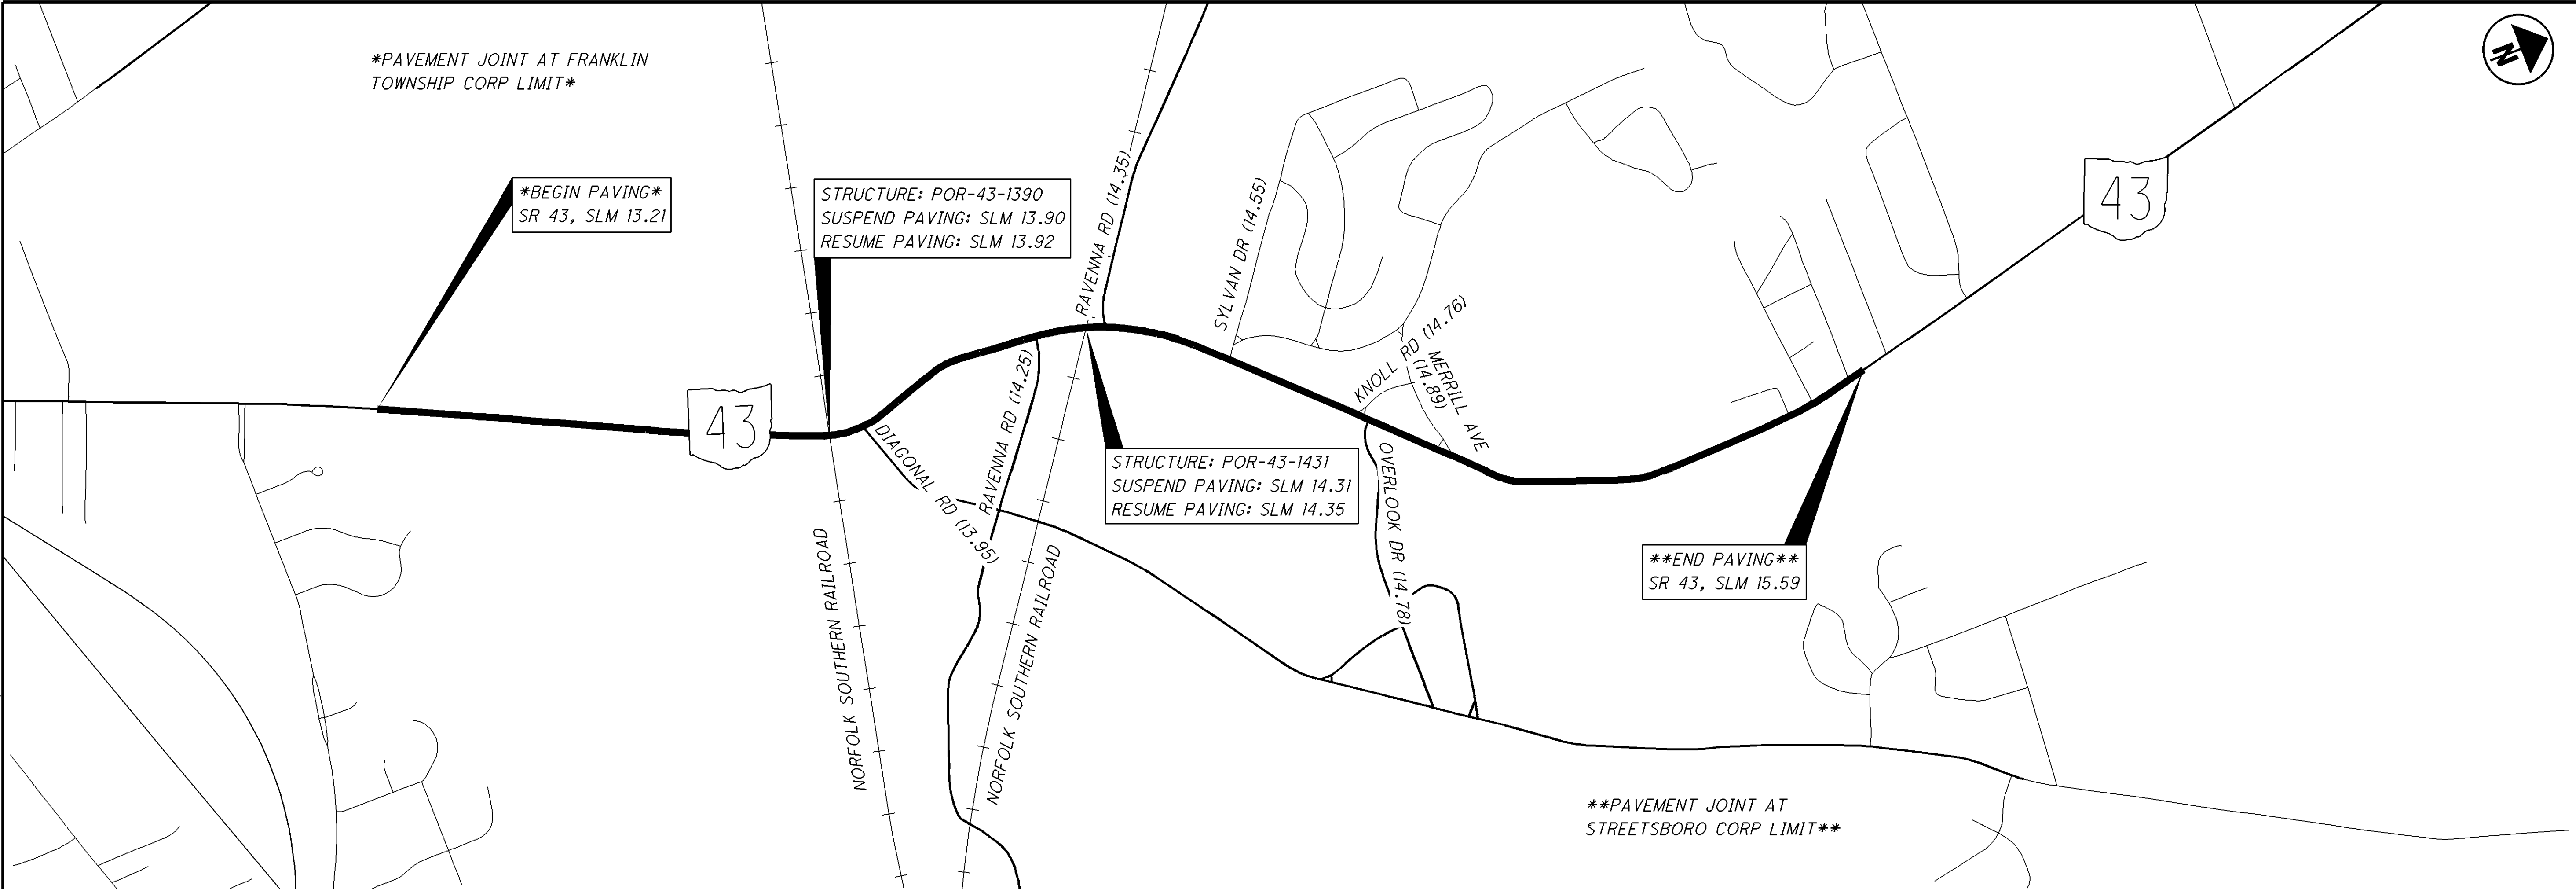 *PAVEMENT JOINT AT FRANKLIN
TOWNSHIP CORP LIMIT*
N
*BEGIN PAVING*
SR 43, SLM 13.21
STRUCTURE: POR-43-1390
SUSPEND PAVING: SLM 13.90
RESUME PAVING: SLM 13.92
RAVENNA RD (14.35)
SYLVAN DR (14.55)
43
KNOLL RD (14.76)
MERRILL AVE
(14.89)
43
DIAGONAL RD (13.95)
RAVENNA RD (14.25)
STRUCTURE: POR-43-1431
SUSPEND PAVING: SLM 14.31
RESUME PAVING: SLM 14.35
OVERLOOK DR (14.78)
**END PAVING**
SR 43, SLM 15.59
NORFOLK SOUTHERN RAILROAD
NORFOLK SOUTHERN RAILROAD
**PAVEMENT JOINT AT
STREETSBORO CORP LIMIT**